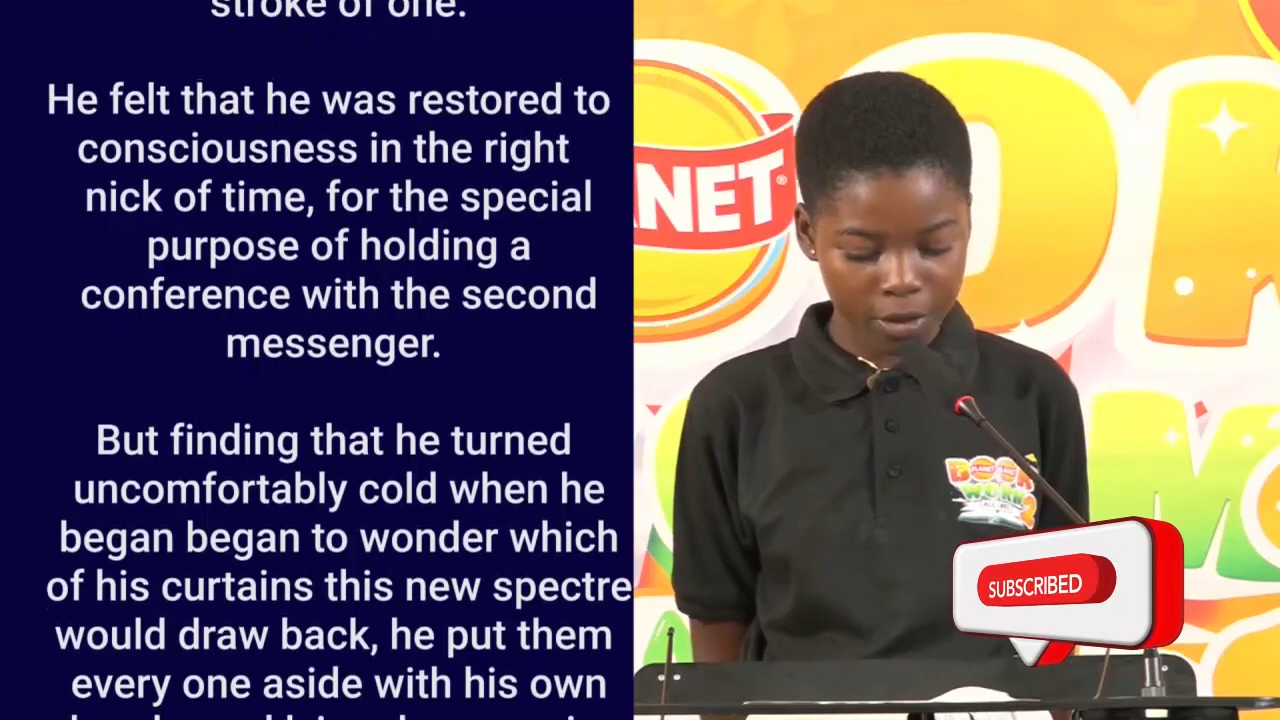 stroke of one.
He felt that he was restored to
consciousness in the right
nick of time, for the special
purpose of holding a
conference with the second
messenger.
But finding that he turned
uncomfortably cold when he
began began to wonder which
of his curtains this new spectre
would draw back, he put them
every one aside with his own
ANET
BOOK
WORM
SUBSCRIBED